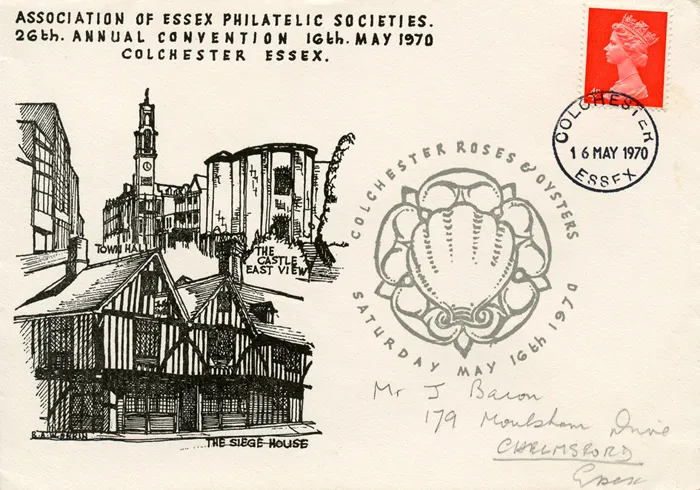 ASSOCIATION OF ESSEX PHILATELIC SOCIETIES.
26th. ANNUAL CONVENTION 16th. MAY 1970
COLCHESTER ESSEX.
COLCHESTER
16 MAY 1970
ESSEX
COLCHESTER ROSES & OYSTERS
SATURDAY MAY 16th 1970
TOWN HALL
THE
CASTLE
EAST VIEW
THE SIEGE HOUSE
Mr J Bacon
179 Moulsham Drive
CHELMSFORD
Essex